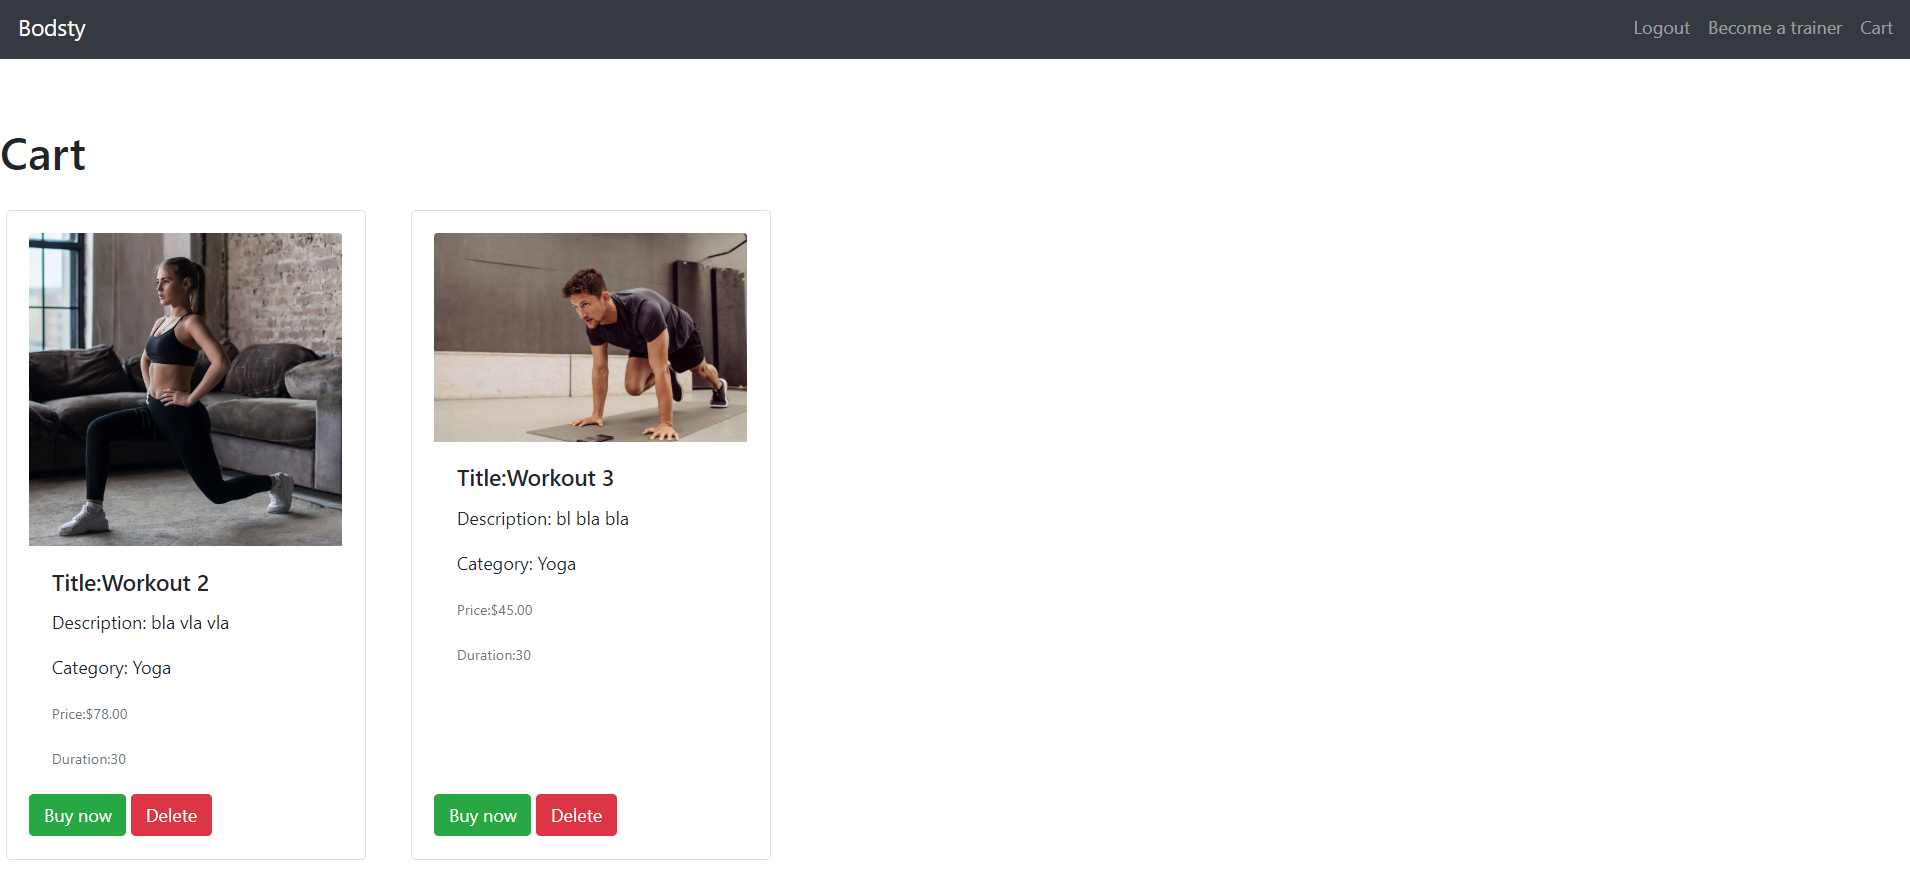 Bodsty
Logout Become a trainer Cart
Cart
Title:Workout 2
Description: bla vla vla
Category: Yoga
Price:$78.00
Duration:30
Buy now Delete
Title:Workout 3
Description: bl bla bla
Category: Yoga
Price:$45.00
Duration:30
Buy now Delete